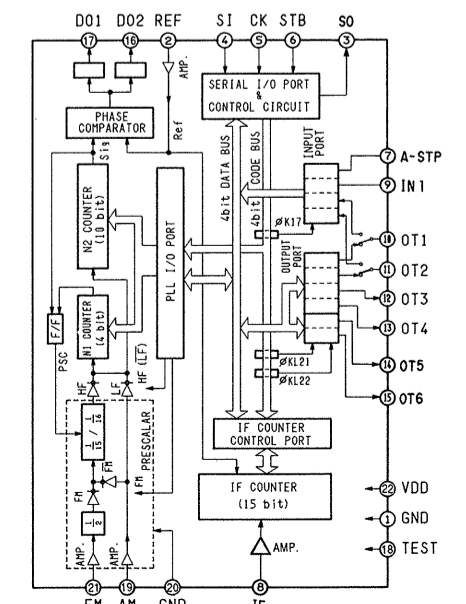 DO1 DO2 REF SI CK STB SO
17 16 2 4 5 6 3
AMP.
SERIAL I/O PORT
&
CONTROL CIRCUIT
PHASE
COMPARATOR
Sig
Ref
4bit DATA BUS
4bit CODE BUS
INPUT
PORT
7 A-STP
9 IN1
N2 COUNTER
(10 bit)
PLL I/O PORT
øK17
10 OT1
OUTPUT
PORT
11 OT2
12 OT3
13 OT4
F/F
PSC
N1 COUNTER
(4 bit)
HF (LF)
øKL21
øKL22
14 OT5
15 OT6
HF
LF
PRESCALAR
1/15 / 1/16
IF COUNTER
CONTROL PORT
FM
FM
FM
1/2
IF COUNTER
(15 bit)
22 VDD
1 GND
18 TEST
AMP.
AMP.
AMP.
21 19 20 8
FM AM GND IF